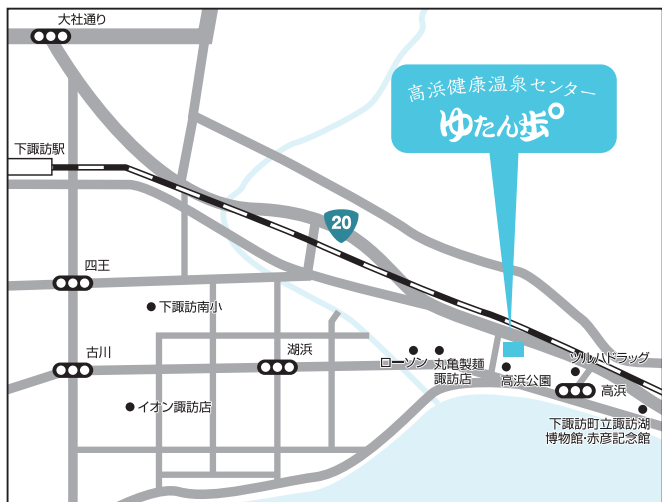 大社通り
高浜健康温泉センター
ゆたん歩°
下諏訪駅
20
四王
下諏訪南小
古川
湖浜
ローソン
丸亀製麺
諏訪店
ツルハドラッグ
高浜公園
高浜
イオン諏訪店
下諏訪町立諏訪湖
博物館・赤彦記念館